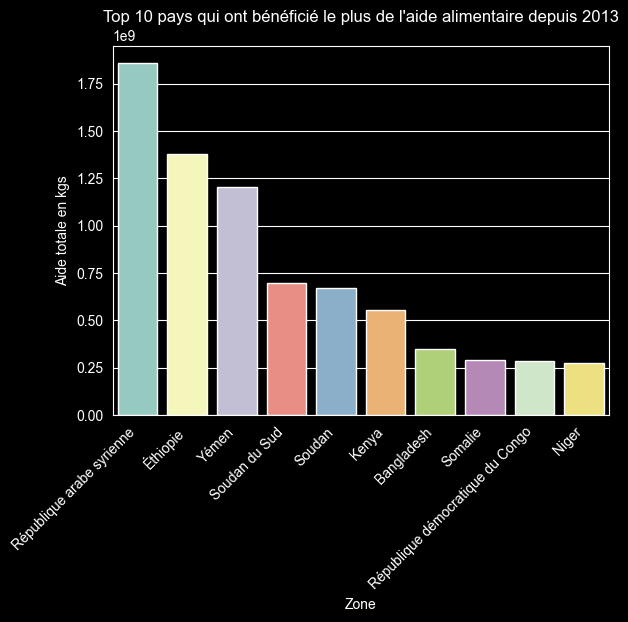 Top 10 pays qui ont bénéficié le plus de l'aide alimentaire depuis 2013
1e9
1.75
1.50
1.25
1.00
0.75
0.50
0.25
0.00
Aide totale en kgs
République arabe syrienne
Éthiopie
Yémen
Soudan du Sud
Soudan
Kenya
Bangladesh
Somalie
République démocratique du Congo
Niger
Zone